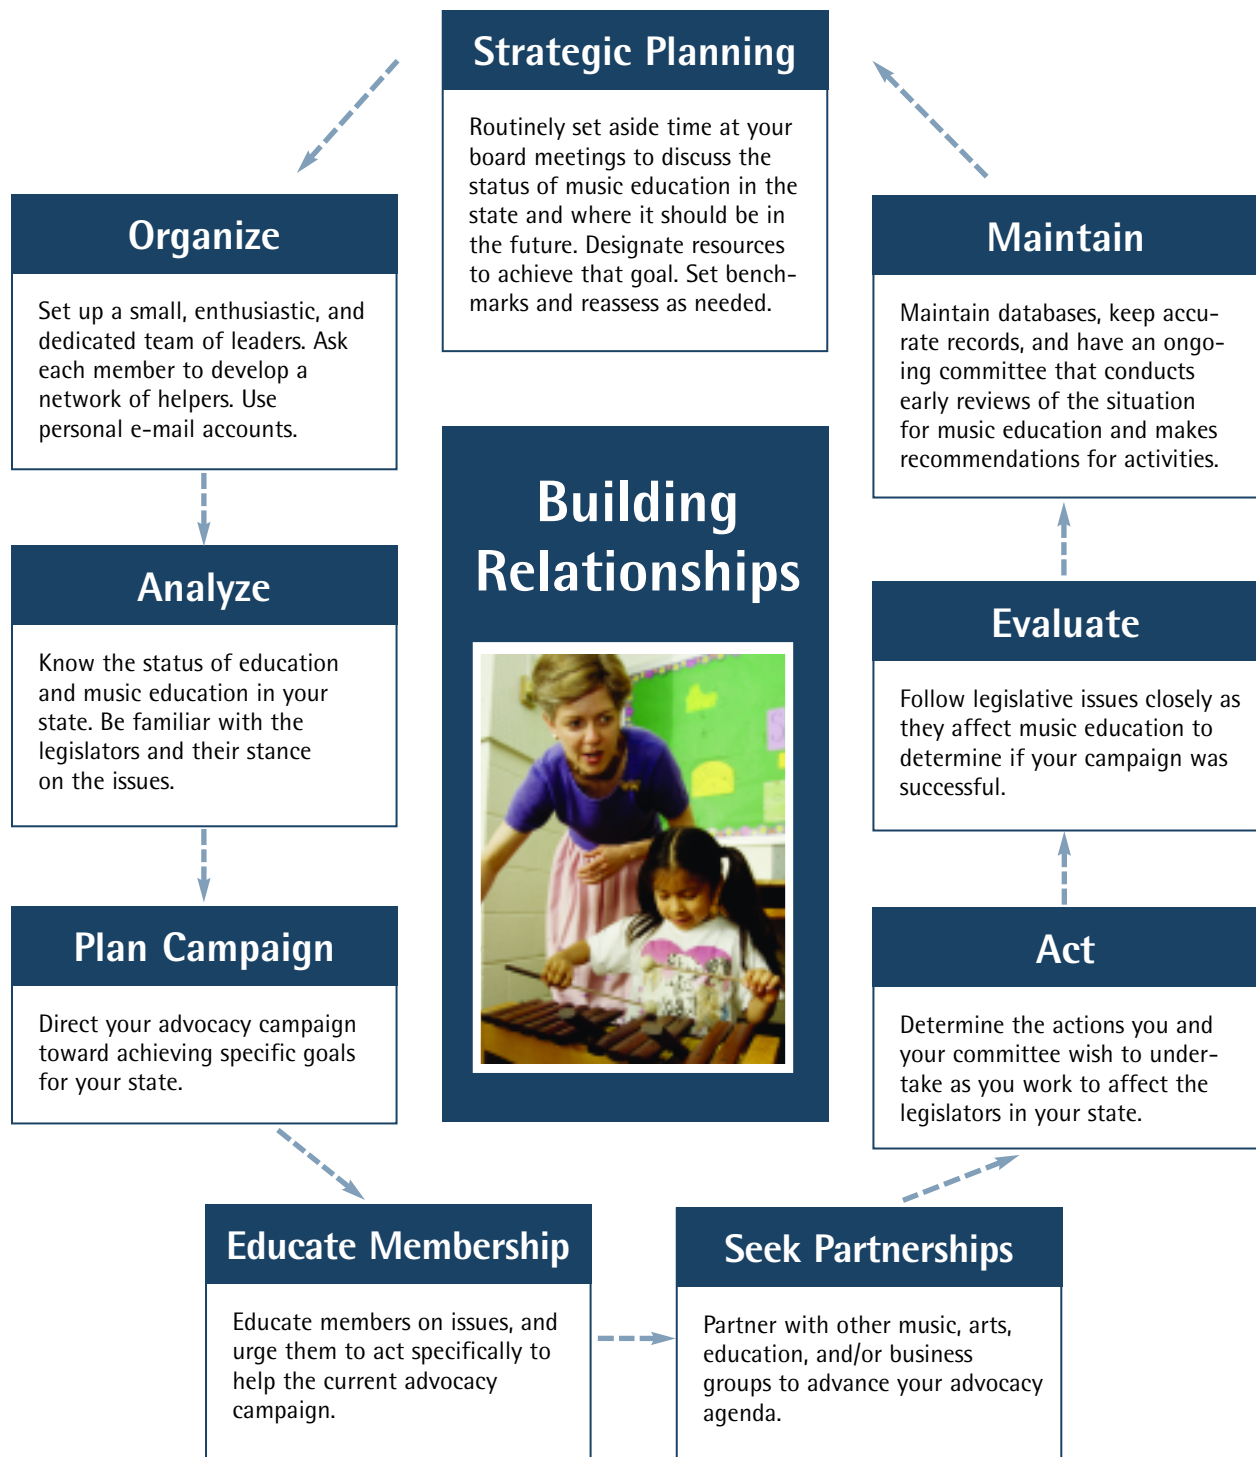 Strategic Planning
Routinely set aside time at your
board meetings to discuss the
status of music education in the
state and where it should be in
the future. Designate resources
to achieve that goal. Set bench-
marks and reassess as needed.
Organize
Set up a small, enthusiastic, and
dedicated team of leaders. Ask
each member to develop a
network of helpers. Use
personal e-mail accounts.
Analyze
Know the status of education
and music education in your
state. Be familiar with the
legislators and their stance
on the issues.
Plan Campaign
Direct your advocacy campaign
toward achieving specific goals
for your state.
Educate Membership
Educate members on issues, and
urge them to act specifically to
help the current advocacy
campaign.
Seek Partnerships
Partner with other music, arts,
education, and/or business
groups to advance your advocacy
agenda.
Act
Determine the actions you and
your committee wish to under-
take as you work to affect the
legislators in your state.
Evaluate
Follow legislative issues closely as
they affect music education to
determine if your campaign was
successful.
Maintain
Maintain databases, keep accu-
rate records, and have an ongo-
ing committee that conducts
early reviews of the situation
for music education and makes
recommendations for activities.
Building
Relationships